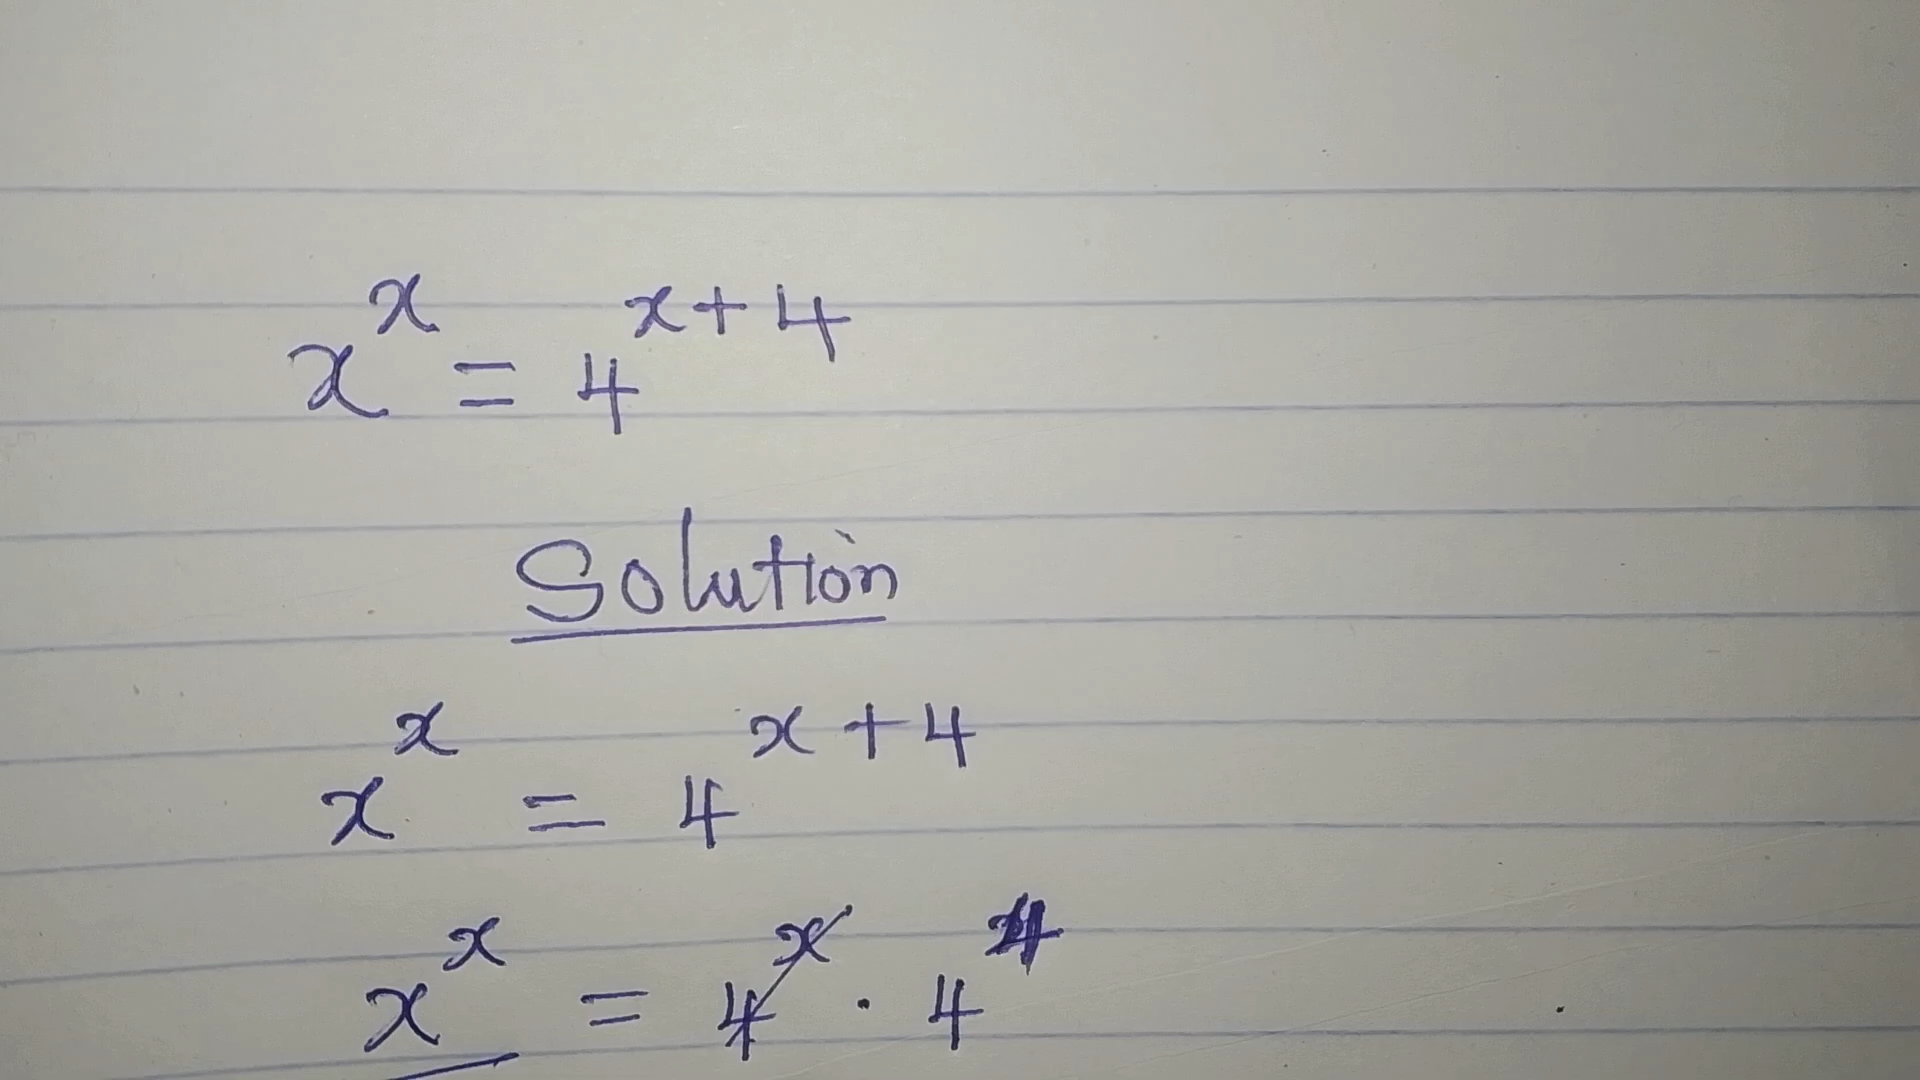 x^x = 4^(x+4)
Solution
x^x = 4^(x+4)
x^x = 4^x · 4^4